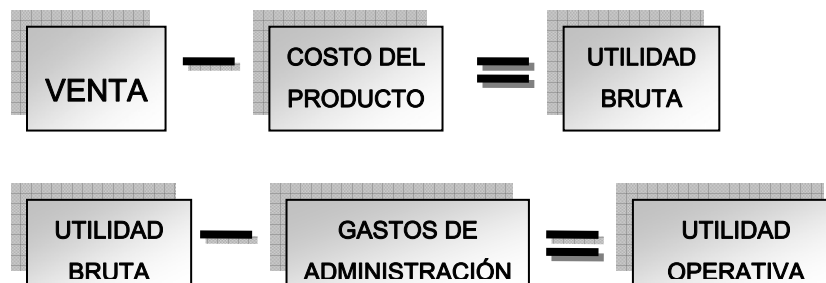 VENTA
COSTO DEL
PRODUCTO
UTILIDAD
BRUTA
UTILIDAD
BRUTA
GASTOS DE
ADMINISTRACIÓN
UTILIDAD
OPERATIVA